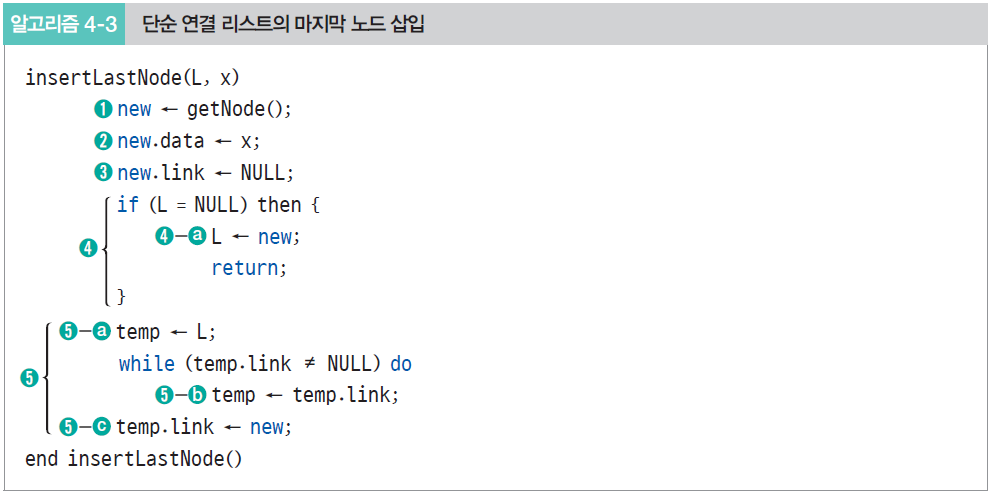 알고리즘 4-3 단순 연결 리스트의 마지막 노드 삽입
insertLastNode(L, x)
❶ new ← getNode();
❷ new.data ← x;
❸ new.link ← NULL;
if (L = NULL) then {
❹ ❹-ⓐ L ← new;
return;
}
❺-ⓐ temp ← L;
while (temp.link ≠ NULL) do
❺ ❺-ⓑ temp ← temp.link;
❺-ⓒ temp.link ← new;
end insertLastNode()